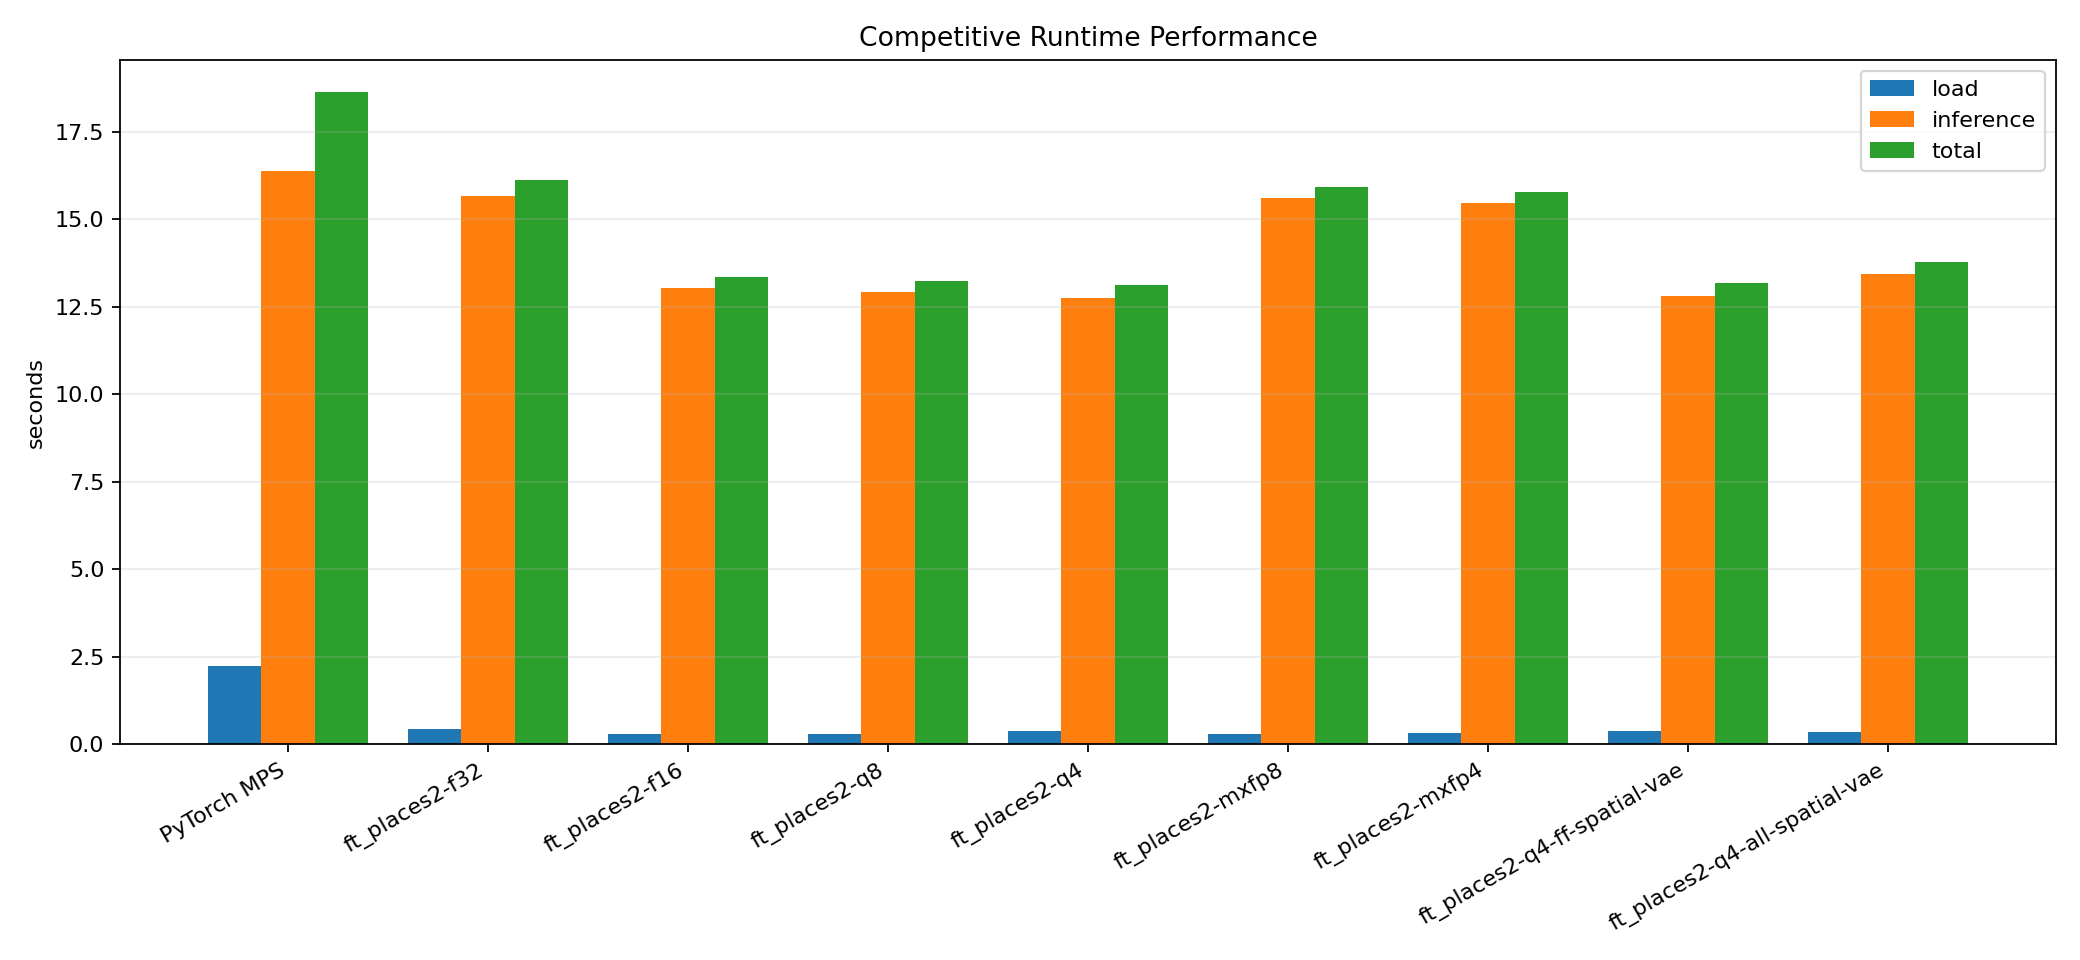 Competitive Runtime Performance
load
inference
total
seconds
17.5
15.0
12.5
10.0
7.5
5.0
2.5
0.0
PyTorch MPS
ft_places2-f32
ft_places2-f16
ft_places2-q8
ft_places2-q4
ft_places2-mxfp8
ft_places2-mxfp4
ft_places2-q4-ff-spatial-vae
ft_places2-q4-all-spatial-vae